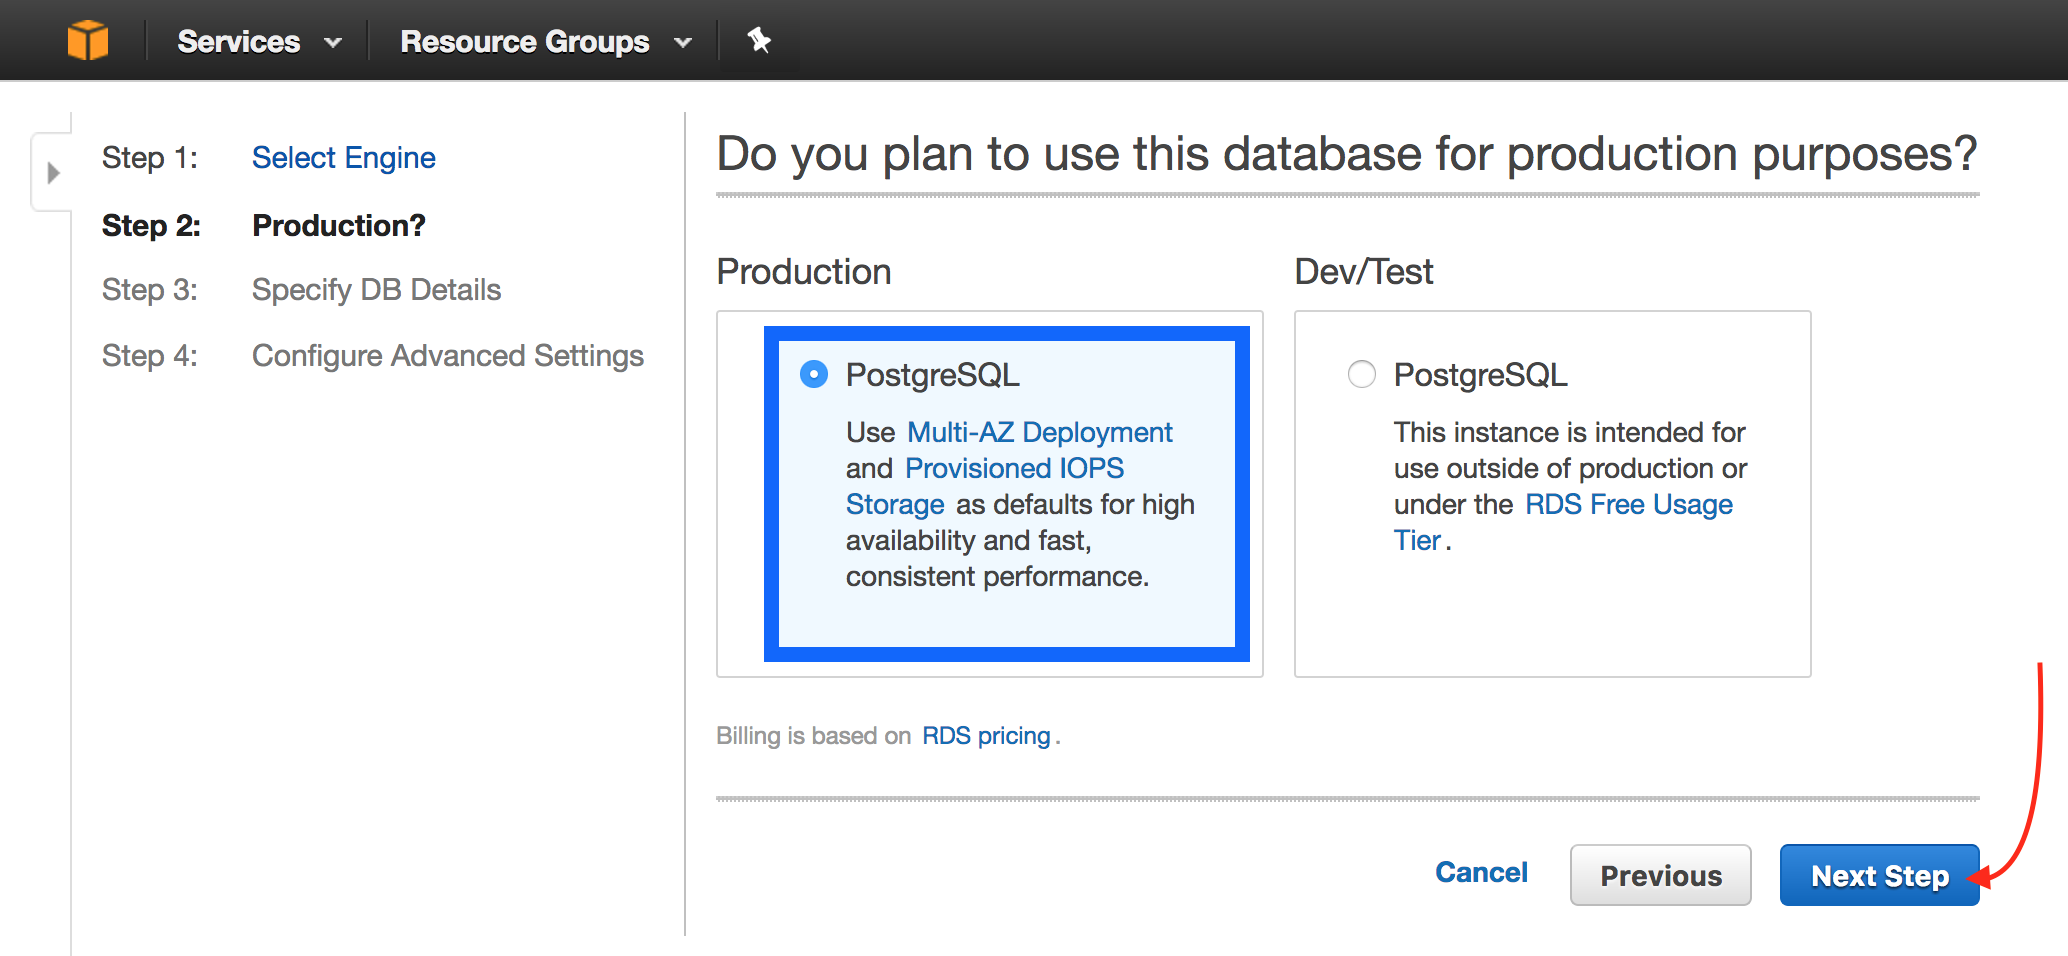 Services Resource Groups
Step 1: Select Engine
Step 2: Production?
Step 3: Specify DB Details
Step 4: Configure Advanced Settings
Do you plan to use this database for production purposes?
Production
PostgreSQL
Use Multi-AZ Deployment
and Provisioned IOPS
Storage as defaults for high
availability and fast,
consistent performance.
Dev/Test
PostgreSQL
This instance is intended for
use outside of production or
under the RDS Free Usage
Tier.
Billing is based on RDS pricing.
Cancel Previous Next Step